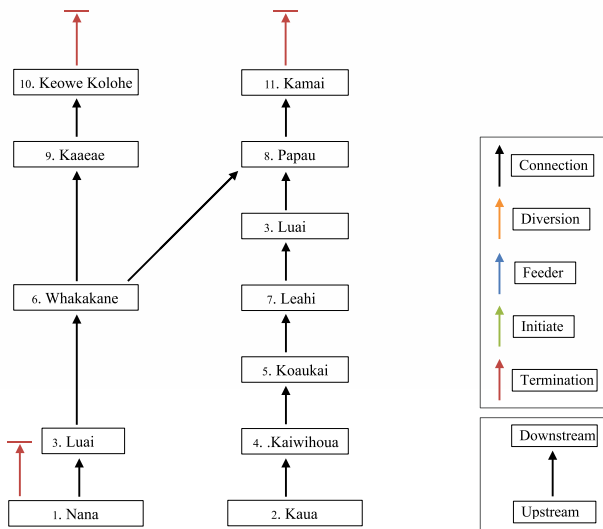 10. Keowe Kolohe
11. Kamai
9. Kaaeae
8. Papau
3. Luai
6. Whakakane
7. Leahi
5. Koaukai
3. Luai
4. .Kaiwihoua
1. Nana
2. Kaua
Connection
Diversion
Feeder
Initiate
Termination
Downstream
Upstream